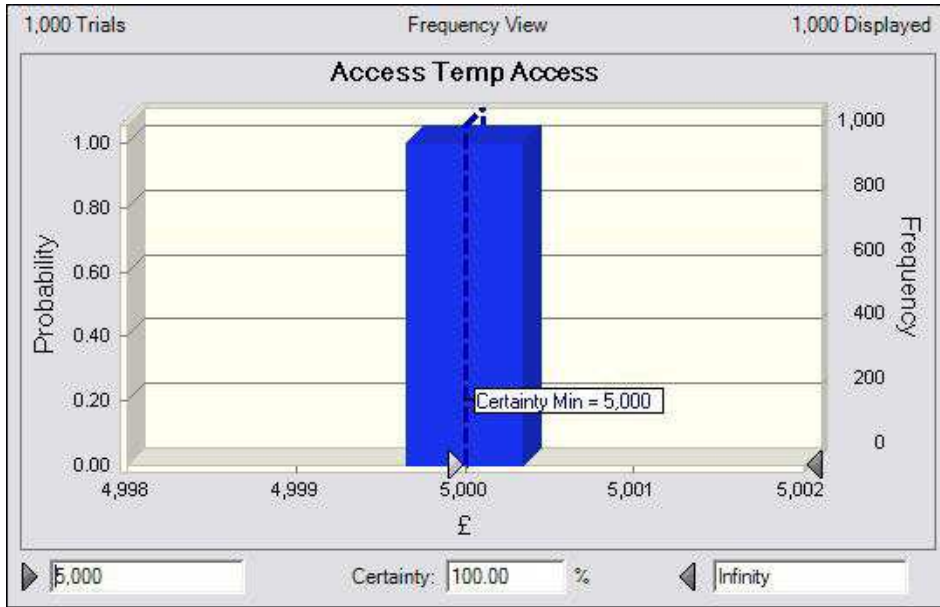 1,000 Trials Frequency View 1,000 Displayed
Access Temp Access
1.00 1,000
0.80 800
0.60 600
0.40 400
0.20 200
0.00 0
Probability
Frequency
Certainty Min = 5,000
4,998 4,999 5,000 5,001 5,002
£
5,000 Certainty: 100.00 % Infinity